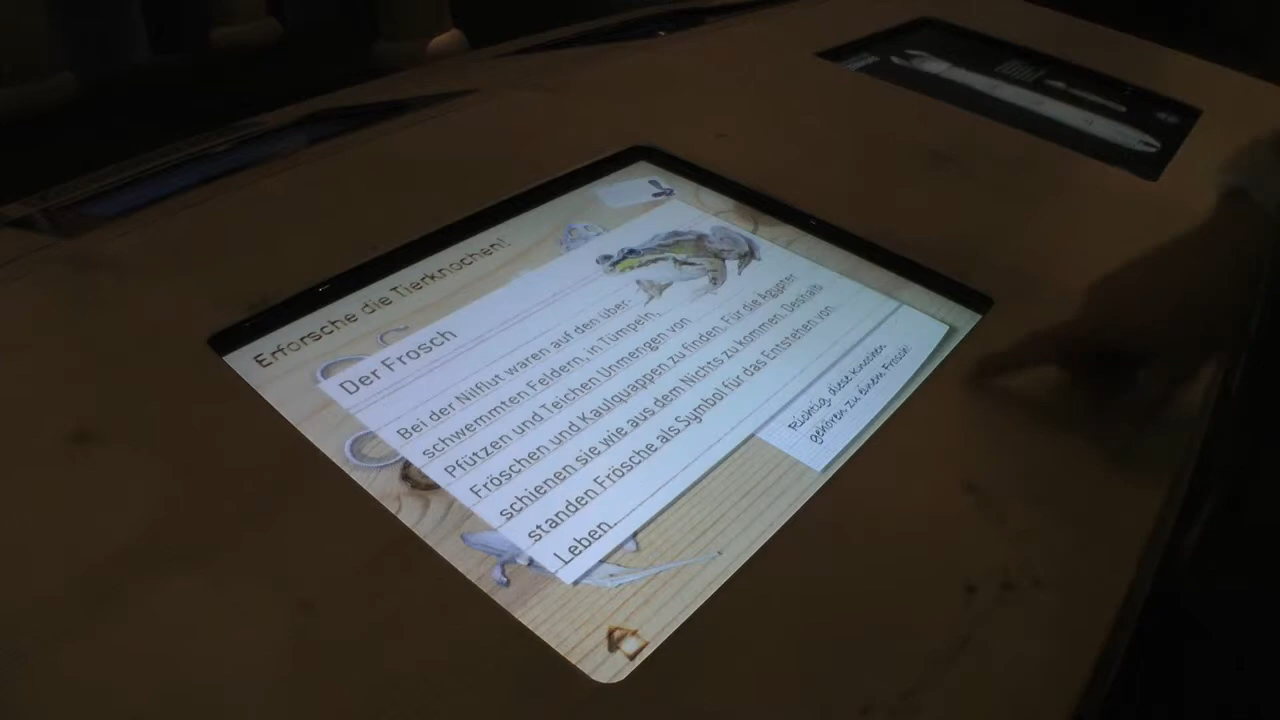 Erforsche die Tierknochen!
Der Frosch
Bei der Nilflut waren auf den über-
schwemmten Feldern, in Tümpeln,
Pfützen und Teichen Unmengen von
Fröschen und Kaulquappen zu finden. Für die Ägypter
schienen sie wie aus dem Nichts zu kommen. Deshalb
standen Frösche als Symbol für das Entstehen von
Leben.
Richtig, diese Knochen
gehören zu einem Frosch!